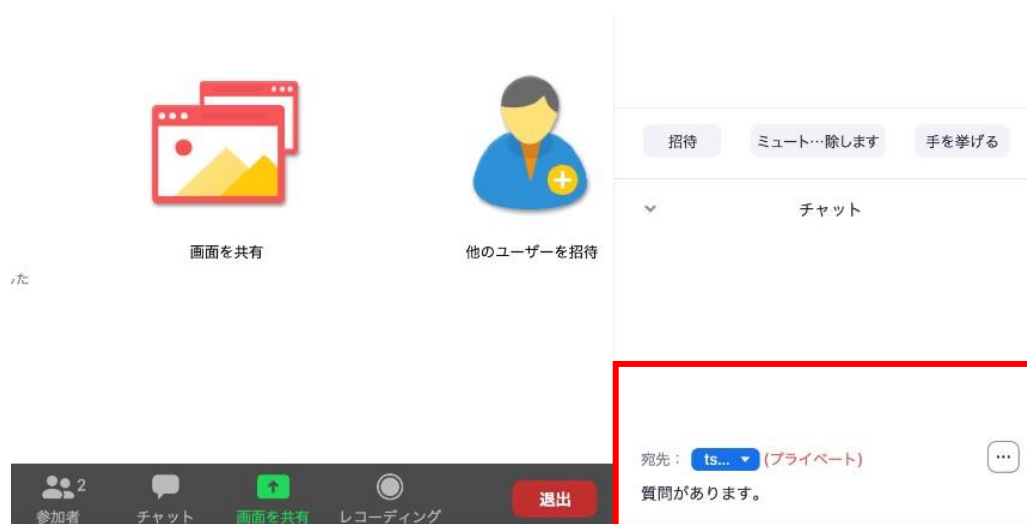 画面を共有
他のユーザーを招待
した
2
参加者
チャット
画面を共有
レコーディング
退出
招待
ミュート…除します
手を挙げる
チャット
宛先： ts... (プライベート)
質問があります。